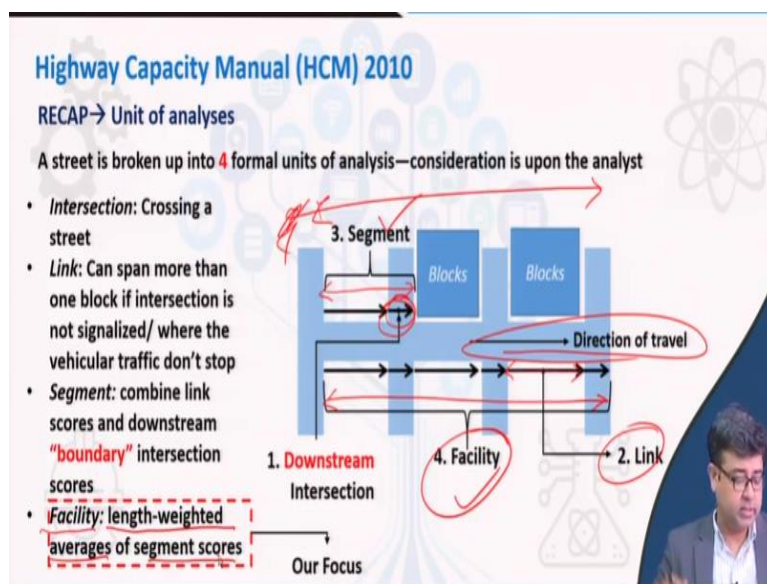 Highway Capacity Manual (HCM) 2010
RECAP→ Unit of analyses
A street is broken up into 4 formal units of analysis—consideration is upon the analyst
• Intersection: Crossing a
street
• Link: Can span more than
one block if intersection is
not signalized/ where the
vehicular traffic don't stop
• Segment: combine link
scores and downstream
"boundary" intersection
scores
• Facility: length-weighted
averages of segment scores
Our Focus
3. Segment
Blocks
Blocks
Direction of travel
1. Downstream
Intersection
4. Facility
2. Link